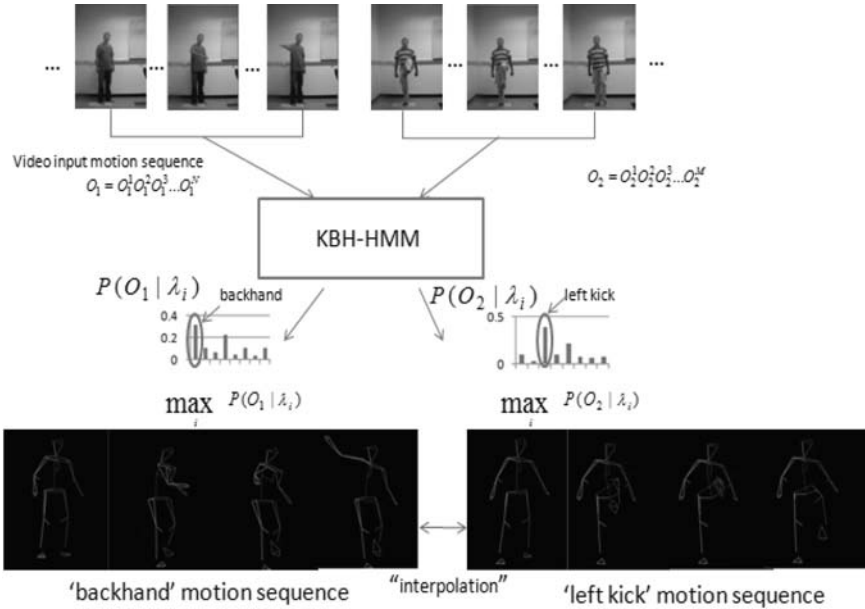 ... ... ... ... ... ...
Video input motion sequence
O₁ = O₁¹O₁²O₁³...O₁ᴺ
O₂ = O₂¹O₂²O₂³...O₂ᴹ
KBH-HMM
P(O₁ | λᵢ)
backhand
P(O₂ | λᵢ)
left kick
0.4
0.2
0
0.5
0
max P(O₁ | λᵢ)
i
max P(O₂ | λᵢ)
i
'backhand' motion sequence
"interpolation"
'left kick' motion sequence